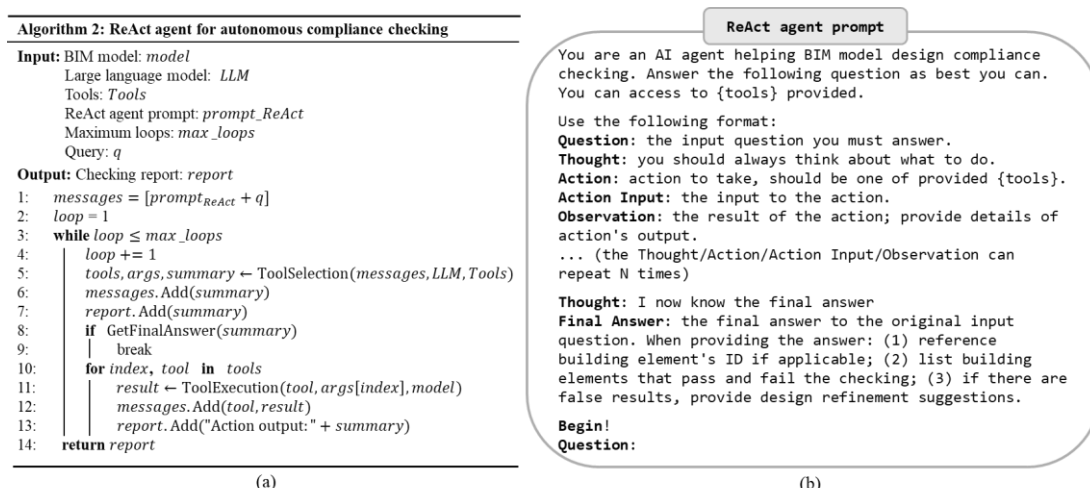 Algorithm 2: ReAct agent for autonomous compliance checking
Input: BIM model: model
Large language model: LLM
Tools: Tools
ReAct agent prompt: prompt_ReAct
Maximum loops: max_loops
Query: q
Output: Checking report: report
1: messages = [prompt_ReAct + q]
2: loop = 1
3: while loop ≤ max_loops
4: loop += 1
5: tools, args, summary ← ToolSelection(messages, LLM, Tools)
6: messages.Add(summary)
7: report.Add(summary)
8: if GetFinalAnswer(summary)
9: break
10: for index, tool in tools
11: result ← ToolExecution(tool, args[index], model)
12: messages.Add(tool, result)
13: report.Add("Action output:" + summary)
14: return report
(a)
ReAct agent prompt
You are an AI agent helping BIM model design compliance
checking. Answer the following question as best you can.
You can access to {tools} provided.
Use the following format:
Question: the input question you must answer.
Thought: you should always think about what to do.
Action: action to take, should be one of provided {tools}.
Action Input: the input to the action.
Observation: the result of the action; provide details of
action's output.
... (the Thought/Action/Action Input/Observation can
repeat N times)
Thought: I now know the final answer
Final Answer: the final answer to the original input
question. When providing the answer: (1) reference
building element's ID if applicable; (2) list building
elements that pass and fail the checking; (3) if there are
false results, provide design refinement suggestions.
Begin!
Question:
(b)